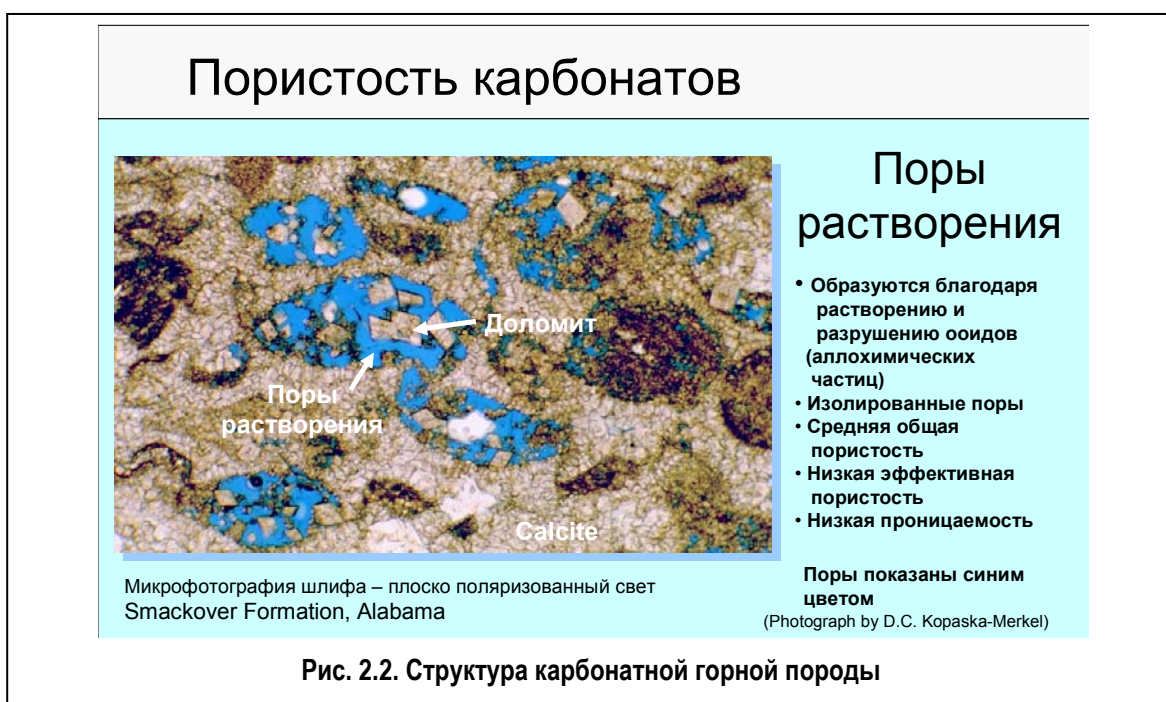 Пористость карбонатов
Доломит
Поры
растворения
Calcite
Поры
растворения
• Образуются благодаря
растворению и
разрушению ооидов
(аллохимических
частиц)
• Изолированные поры
• Средняя общая
пористость
• Низкая эффективная
пористость
• Низкая проницаемость
Поры показаны синим
цветом
(Photograph by D.C. Kopaska-Merkel)
Микрофотография шлифа – плоско поляризованный свет
Smackover Formation, Alabama
Рис. 2.2. Структура карбонатной горной породы